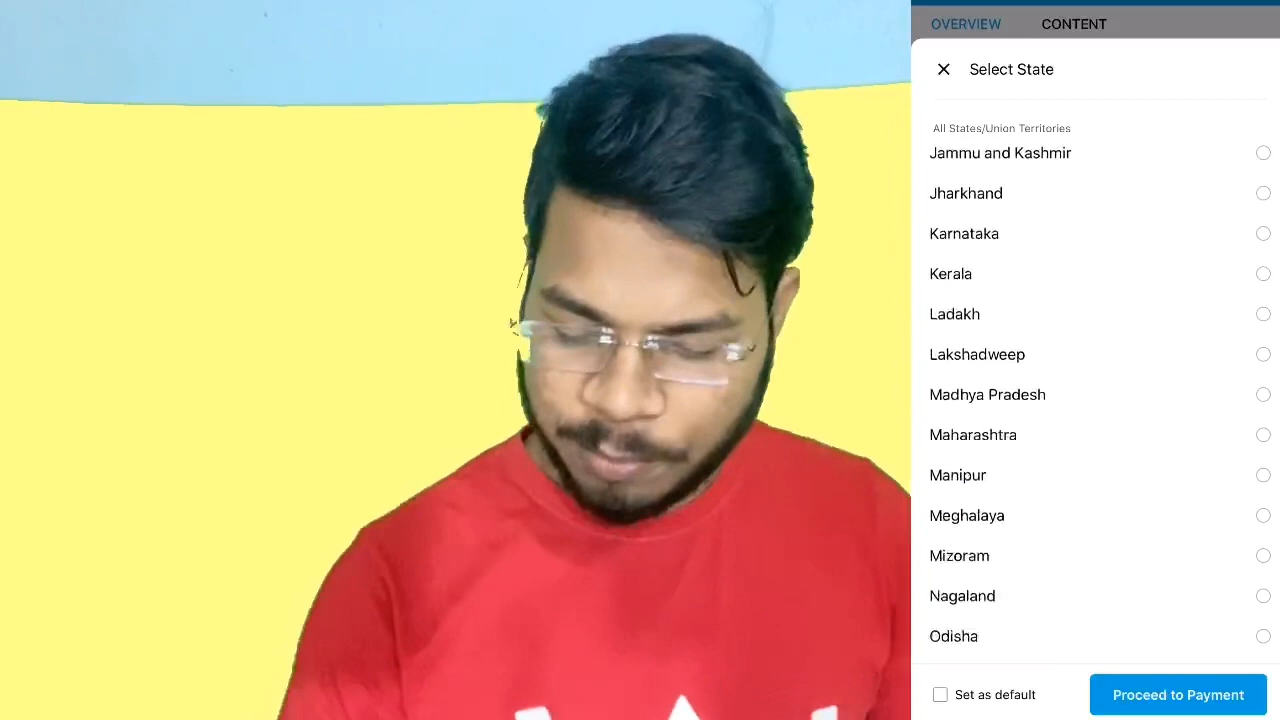 OVERVIEW CONTENT
Select State
All States/Union Territories
Jammu and Kashmir
Jharkhand
Karnataka
Kerala
Ladakh
Lakshadweep
Madhya Pradesh
Maharashtra
Manipur
Meghalaya
Mizoram
Nagaland
Odisha
Set as default
Proceed to Payment